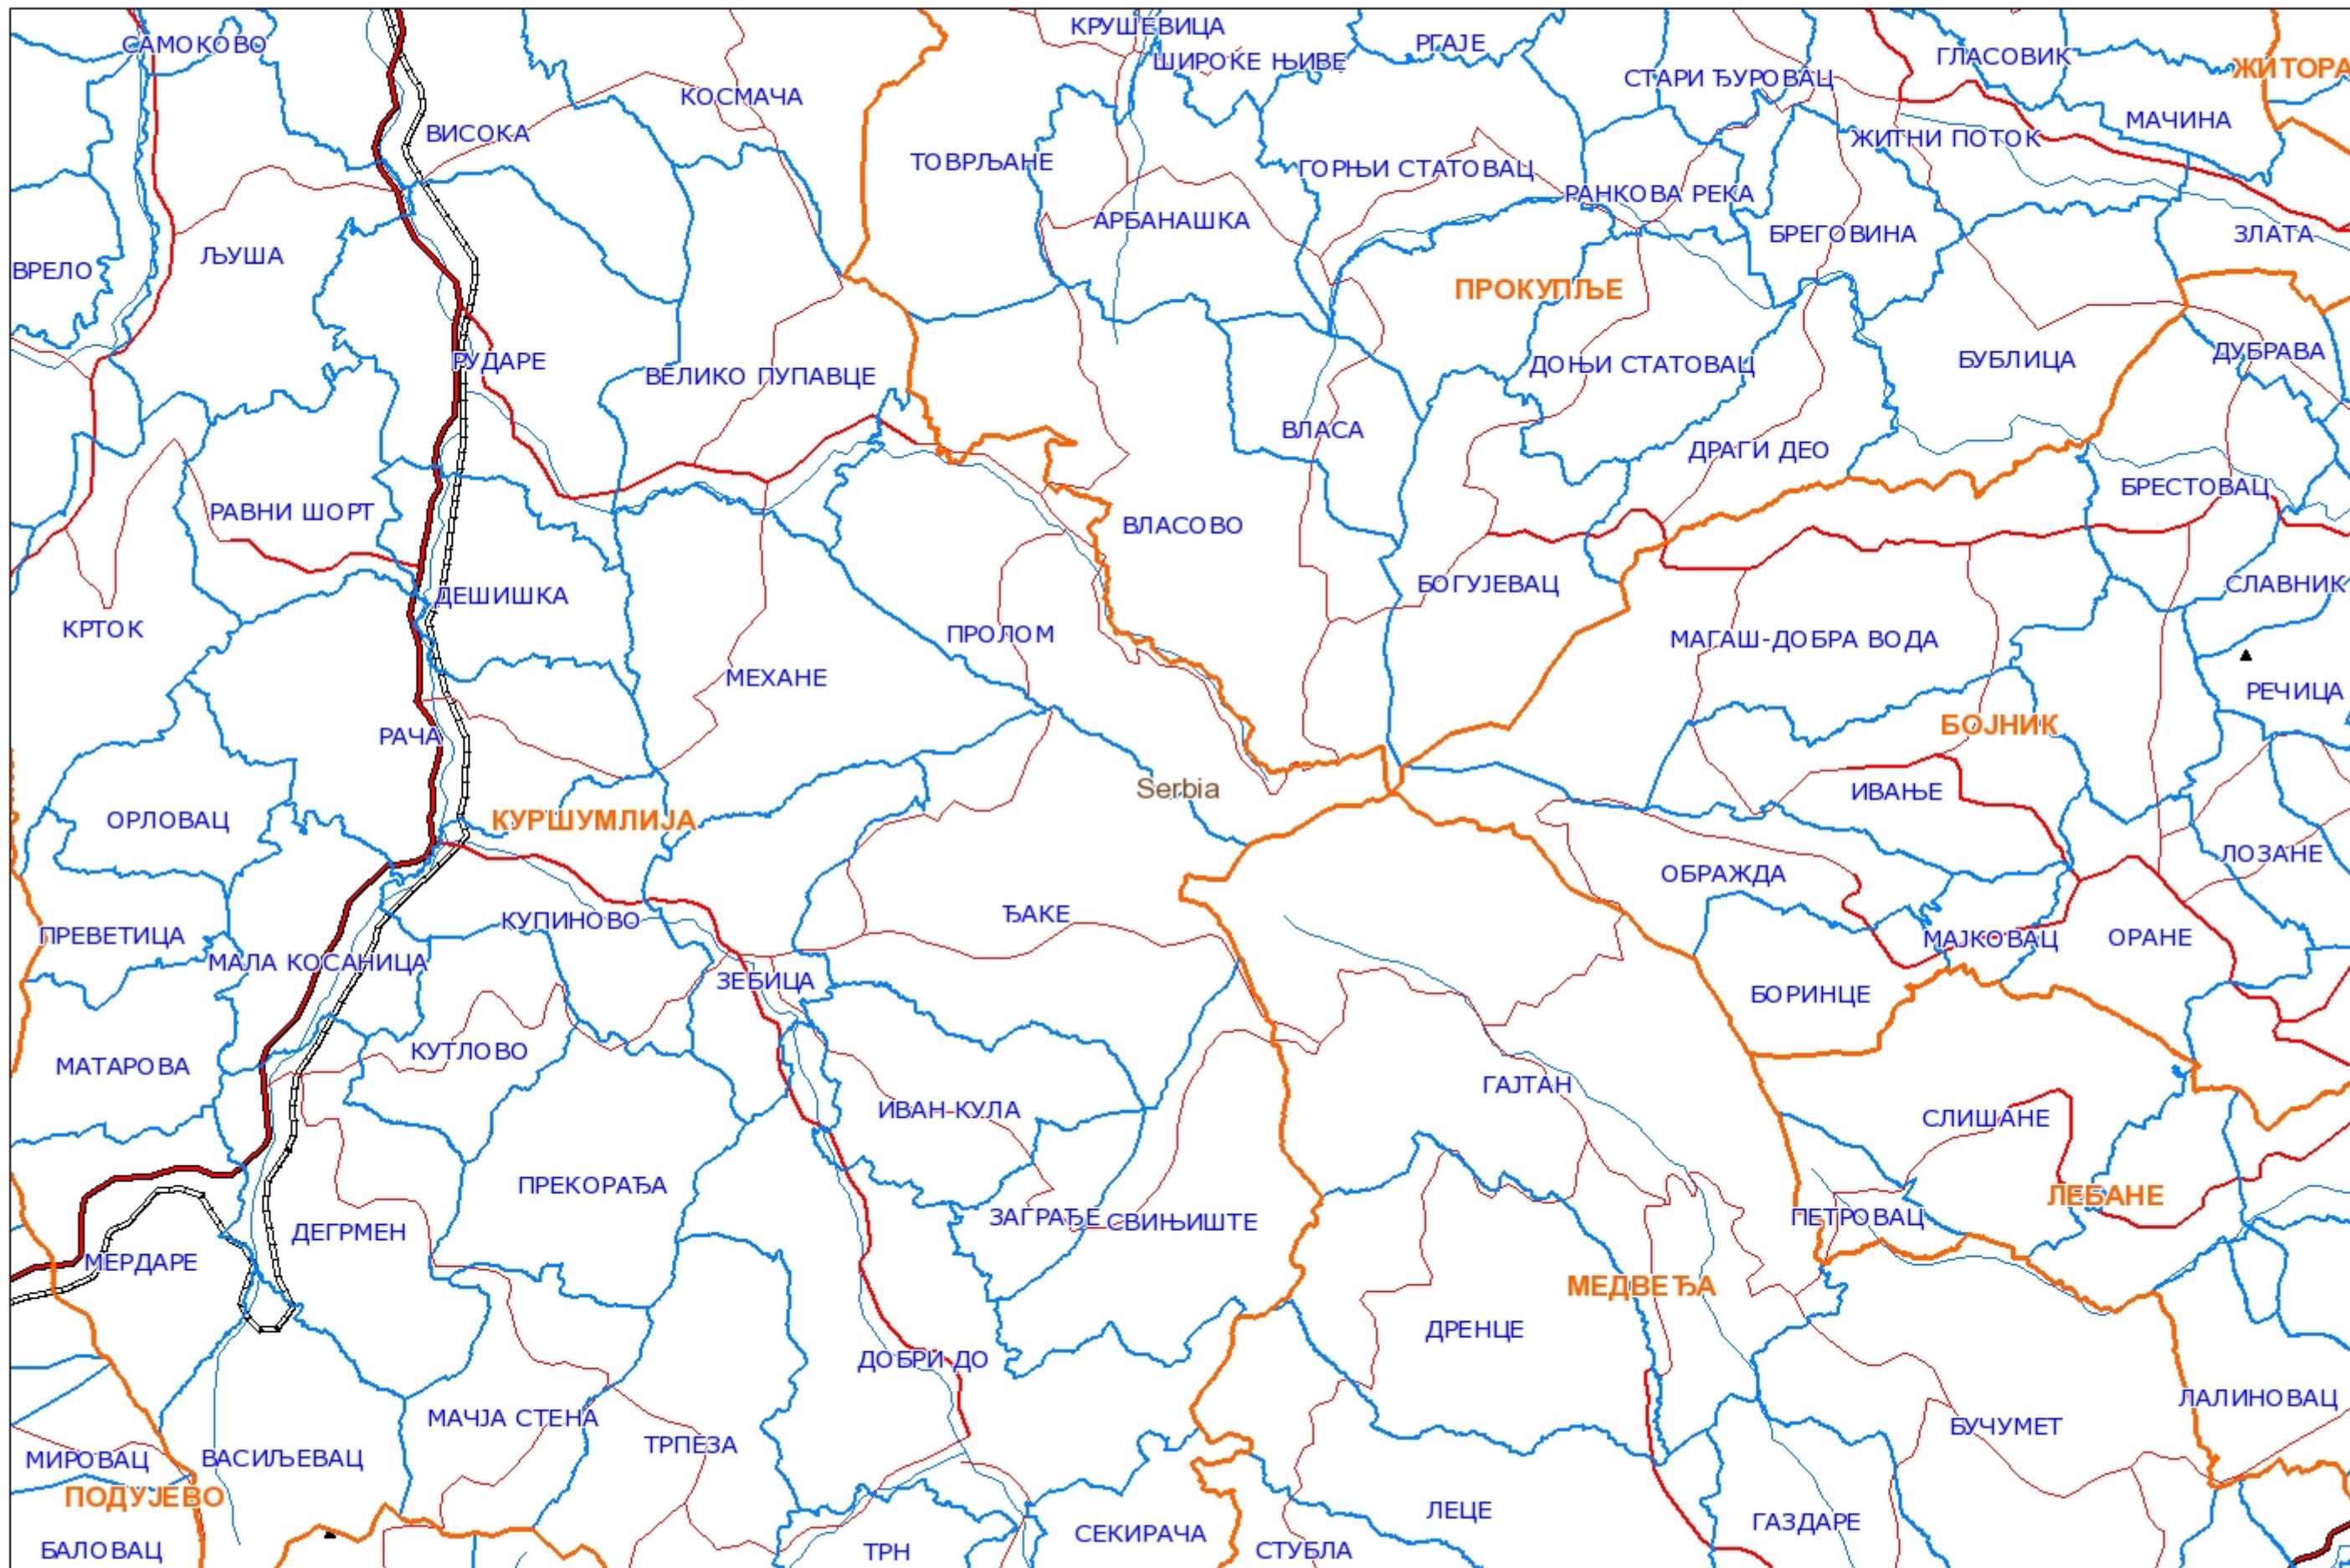 КРУШЕВИЦА
САМОКОВО
РГАЈЕ
ГЛАСОВИК
ШИРОКЕ ЊИВЕ
ЖИТОРА
СТАРИ ЂУРОВАЦ
КОСМАЧА
МАЧИНА
ВИСОКА
ЖИТНИ ПОТОК
ТОВРЉАНЕ
ГОРЊИ СТАТОВАЦ
РАНКОВА РЕКА
АРБАНАШКА
БРЕГОВИНА
ЗЛАТА
ЉУША
ВРЕЛО
ПРОКУПЉЕ
ДУБРАВА
РУДАРЕ
БУБЛИЦА
ДОЊИ СТАТОВАЦ
ВЕЛИКО ПУПАВЦЕ
ВЛАСА
ДРАГИ ДЕО
БРЕСТОВАЦ
РАВНИ ШОРТ
ВЛАСОВО
БОГУЈЕВАЦ
СЛАВНИК
ДЕШИШКА
КРТОК
ПРОЛОМ
МАГАШ-ДОБРА ВОДА
МЕХАНЕ
РЕЧИЦА
БОЈНИК
РАЧА
Serbia
ИВАЊЕ
ОРЛОВАЦ
КУРШУМЛИЈА
ЛОЗАНЕ
ОБРАЖДА
ЂАКЕ
КУПИНОВО
ПРЕВЕТИЦА
МАЈКОВАЦ
ОРАНЕ
МАЛА КОСАНИЦА
ЗЕБИЦА
БОРИНЦЕ
КУТЛОВО
МАТАРОВА
ГАЈТАН
ИВАН-КУЛА
СЛИШАНЕ
ПРЕКОРАЂА
ЛЕБАНЕ
ЗАГРАЂЕ
СВИЊИШТЕ
ПЕТРОВАЦ
ДЕГРМЕН
МЕРДАРЕ
МЕДВЕЂА
ДРЕНЦЕ
ДОБРИ ДО
ЛАЛИНОВАЦ
МАЧЈА СТЕНА
БУЧУМЕТ
ТРПЕЗА
МИРОВАЦ
ВАСИЉЕВАЦ
ПОДУЈЕВО
ЛЕЦЕ
ГАЗДАРЕ
СЕКИРАЧА
БАЛОВАЦ
ТРН
СТУБЛА